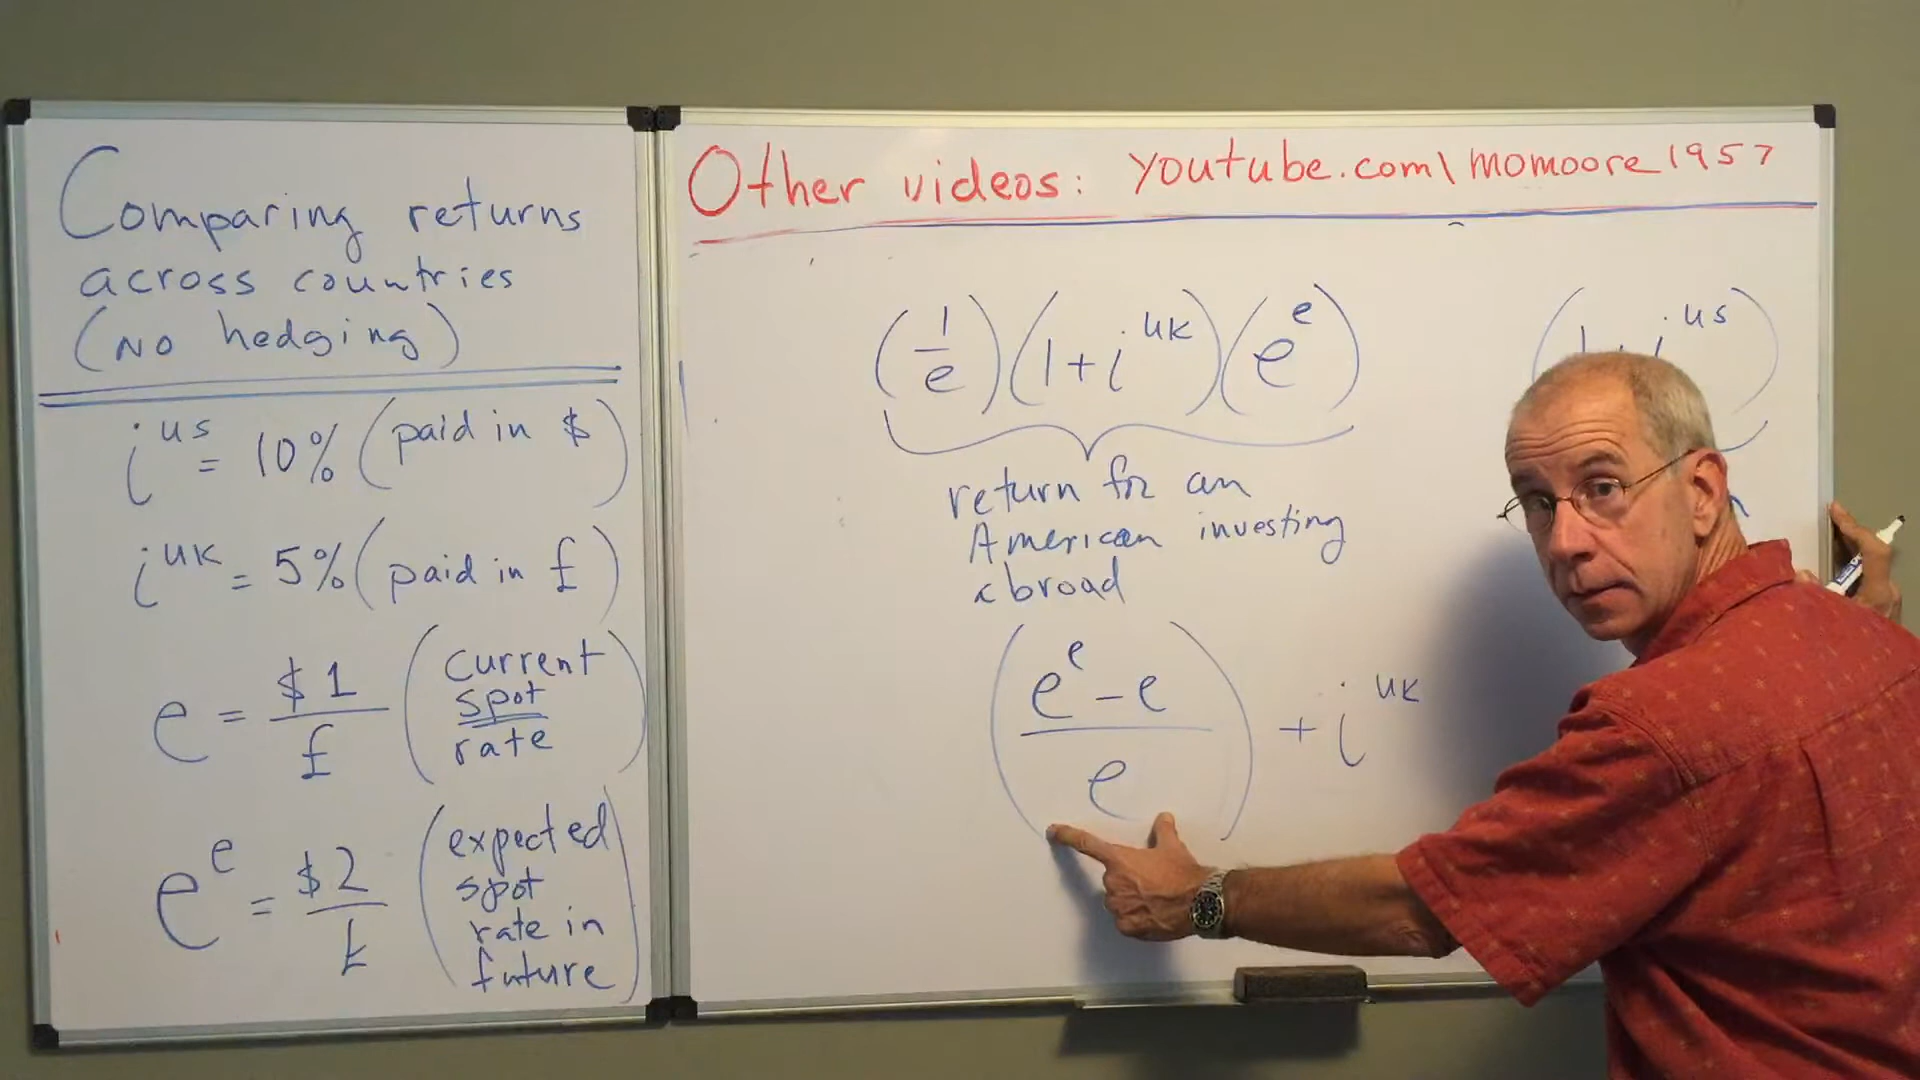 Comparing returns
across countries
(No hedging)
i^us = 10% (paid in $)
i^uk = 5% (paid in £)
e = $1/£ (current
spot
rate)
e^e = $2/£ (expected
spot
rate in
future)
Other videos: youtube.com\momoore1957
(1/e)(1+i^uk)(e^e)
return for an
American investing
abroad
((e^e-e)/e) + i^uk
i^us)